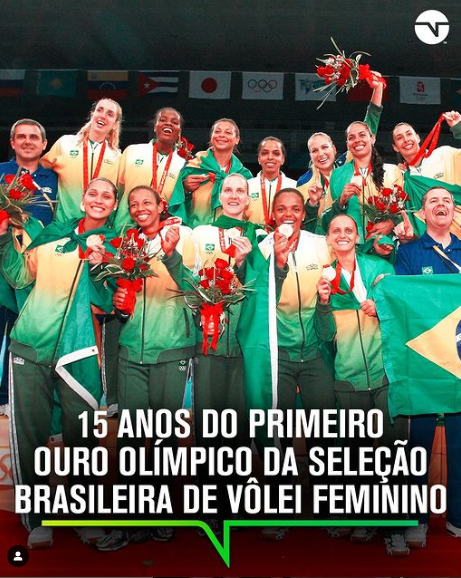 15 ANOS DO PRIMEIRO
OURO OLÍMPICO DA SELEÇÃO
BRASILEIRA DE VÔLEI FEMININO